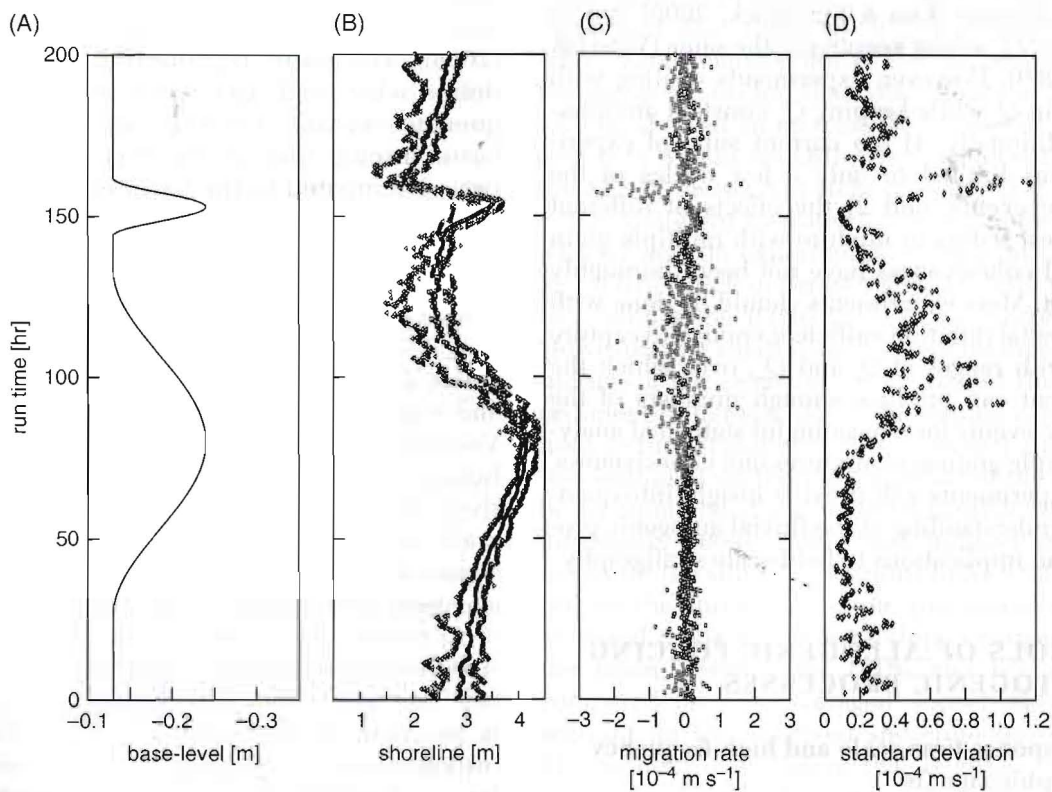 (A) (B) (C) (D)
200
150
100
50
0
run time [hr]
−0.1 −0.2 −0.3
base-level [m]
1 2 3 4
shoreline [m]
−3 −2 −1 0 1 2 3
migration rate
[10⁻⁴ m s⁻¹]
0 0.2 0.4 0.6 0.8 1.0 1.2
standard deviation
[10⁻⁴ m s⁻¹]